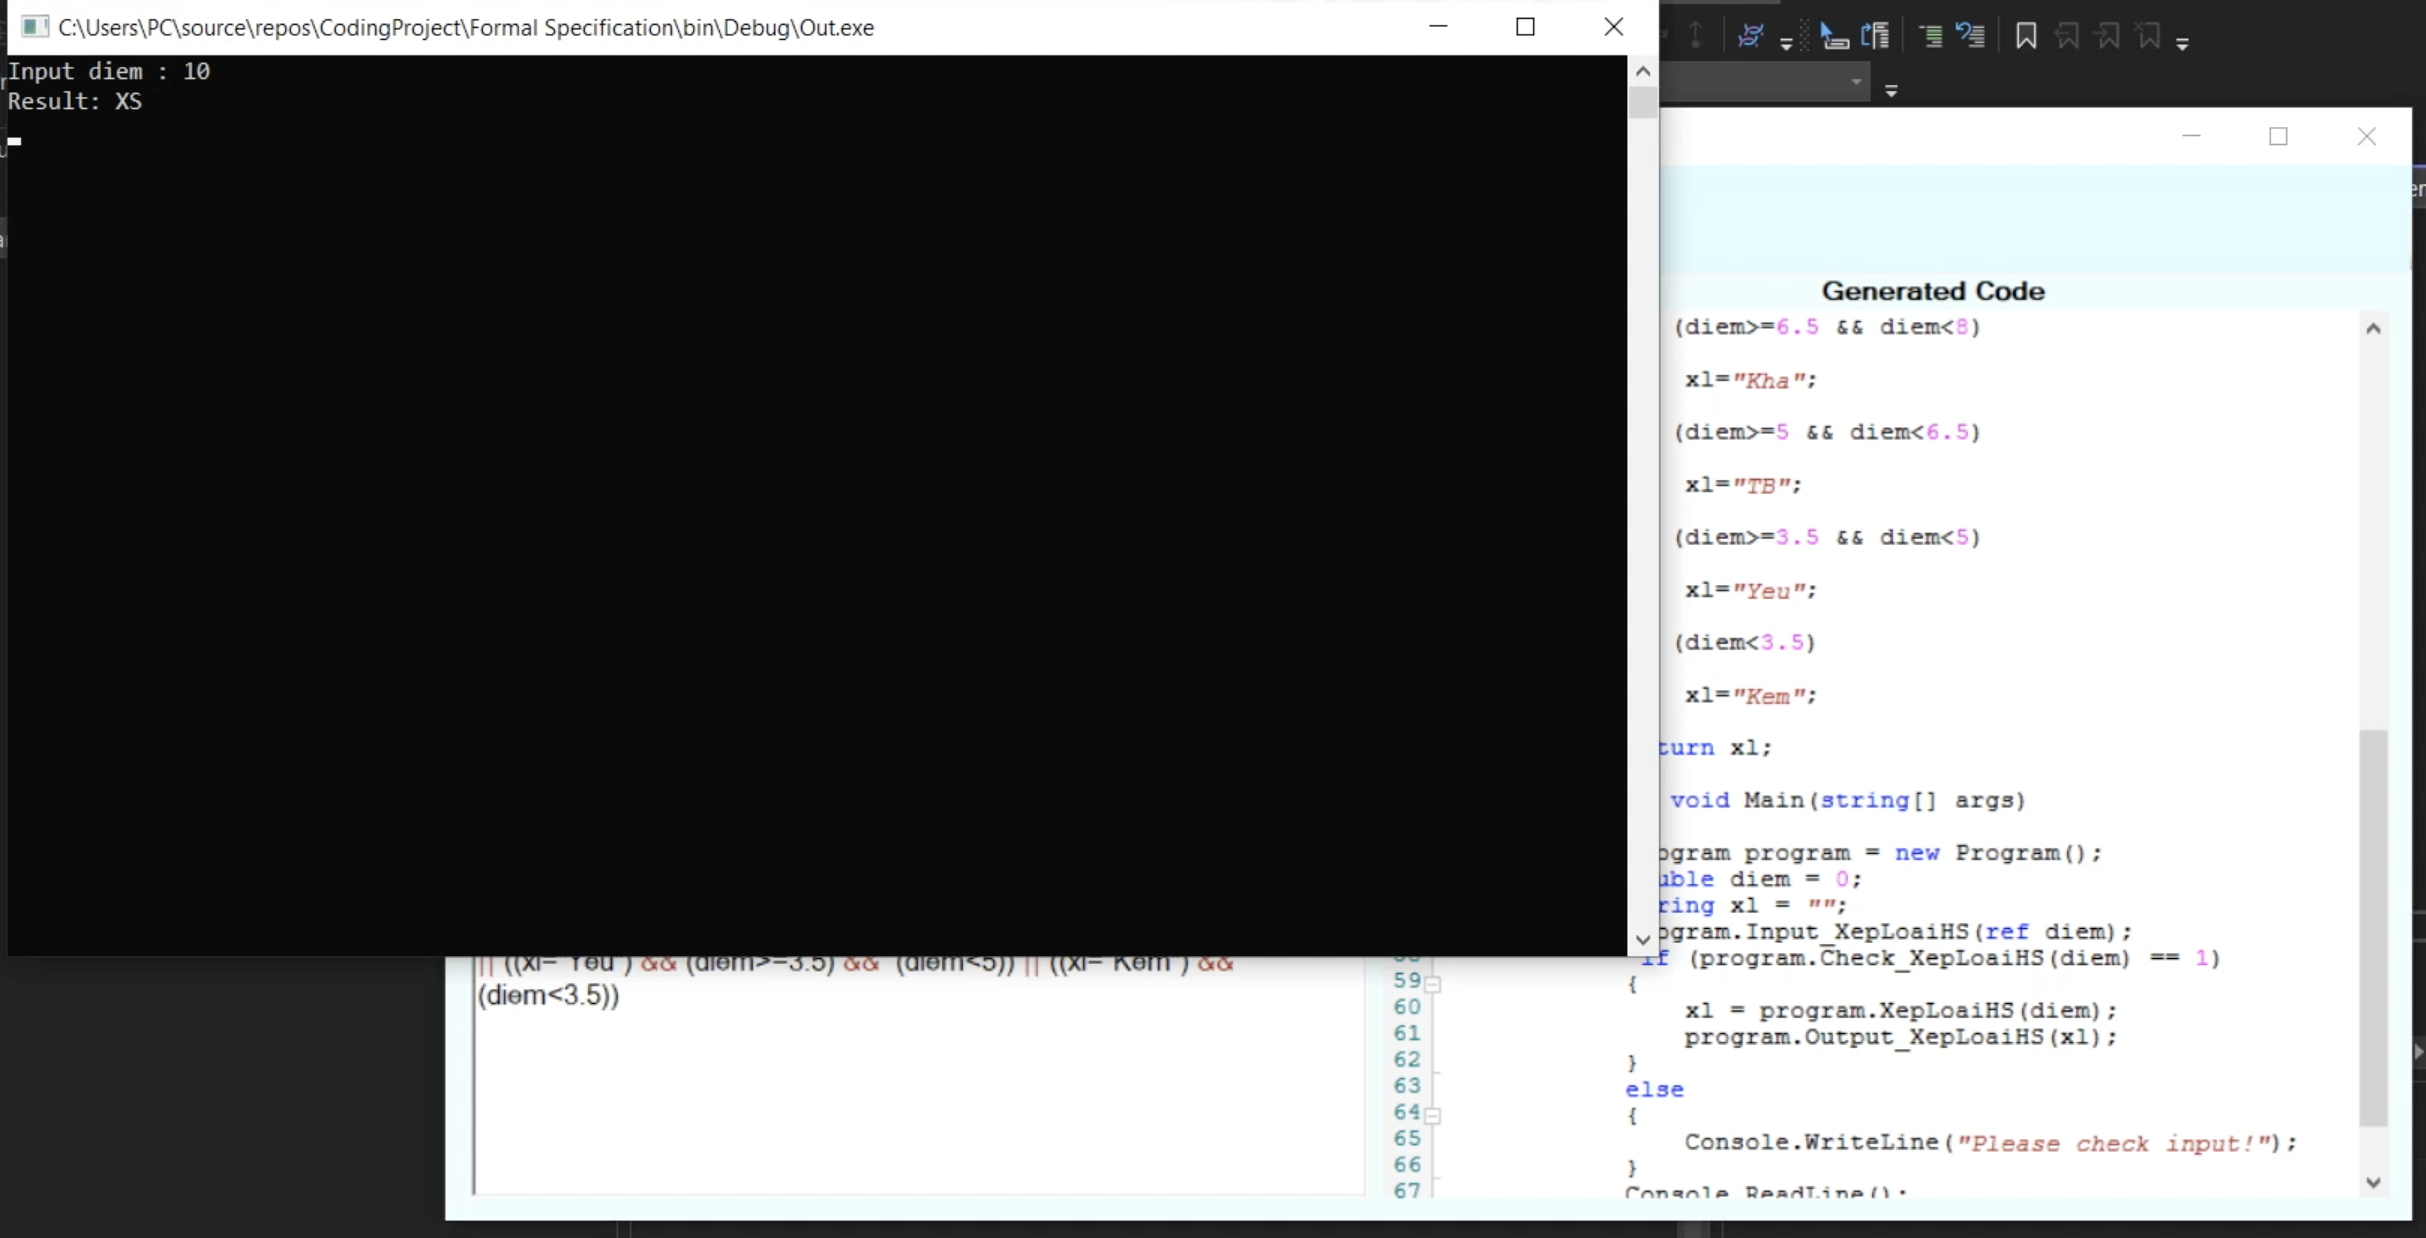 C:\Users\PC\source\repos\CodingProject\Formal Specification\bin\Debug\Out.exe
Input diem : 10
Result: XS
Generated Code
(diem>=6.5 && diem<8)
xl="Kha";
(diem>=5 && diem<6.5)
xl="TB";
(diem>=3.5 && diem<5)
xl="Yeu";
(diem<3.5)
xl="Kem";
turn xl;
void Main(string[] args)
ogram program = new Program();
uble diem = 0;
ring xl = "";
ogram.Input_XepLoaiHS(ref diem);
if (program.Check_XepLoaiHS(diem) == 1)
59 {
60 xl = program.XepLoaiHS(diem);
61 program.Output_XepLoaiHS(xl);
62 }
63 else
64 {
65 Console.WriteLine("Please check input!");
66 }
67 Console.ReadLine();
|| ((xl="Yeu") && (diem>=3.5) && (diem<5)) || ((xl="Kem") &&
(diem<3.5))